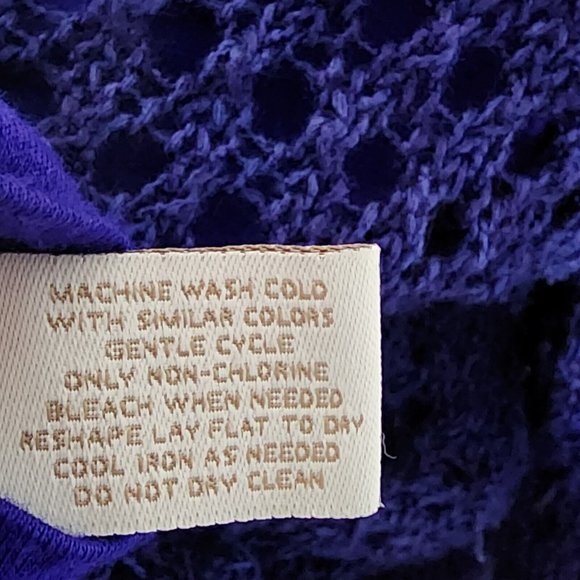 MACHINE WASH COLD
WITH SIMILAR COLORS
GENTLE CYCLE
ONLY NON-CHLORINE
BLEACH WHEN NEEDED
RESHAPE LAY FLAT TO DRY
COOL IRON AS NEEDED
DO NOT DRY CLEAN